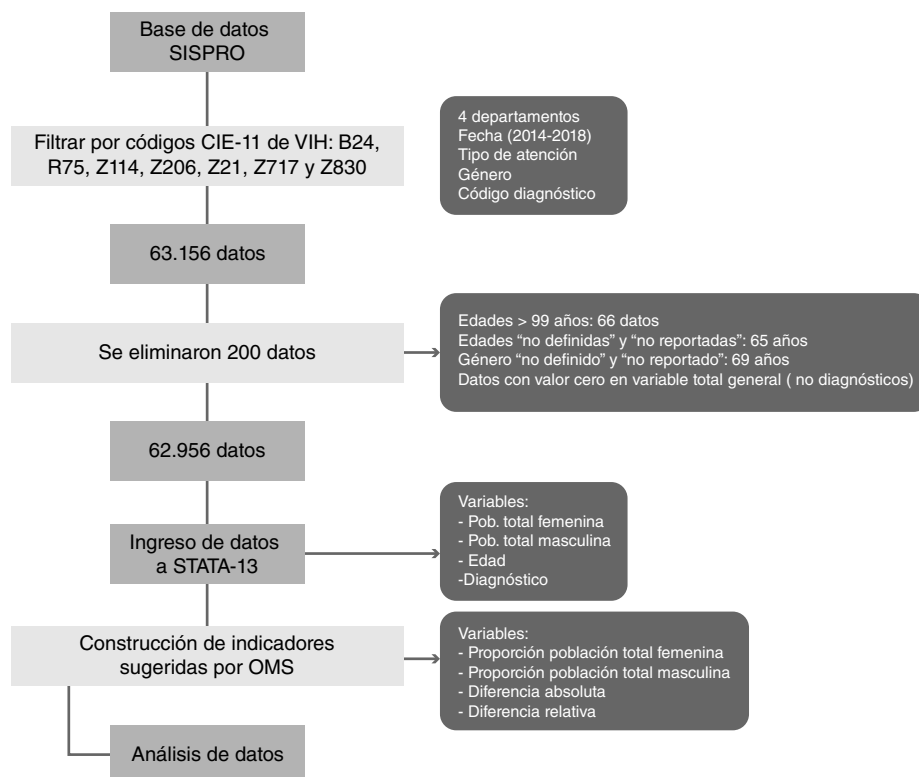 Base de datos
SISPRO
Filtrar por códigos CIE-11 de VIH: B24,
R75, Z114, Z206, Z21, Z717 y Z830
4 departamentos
Fecha (2014-2018)
Tipo de atención
Género
Código diagnóstico
63.156 datos
Se eliminaron 200 datos
Edades > 99 años: 66 datos
Edades “no definidas” y “no reportadas”: 65 años
Género “no definido” y “no reportado”: 69 años
Datos con valor cero en variable total general ( no diagnósticos)
62.956 datos
Ingreso de datos
a STATA-13
Variables:
- Pob. total femenina
- Pob. total masculina
- Edad
-Diagnóstico
Construcción de indicadores
sugeridas por OMS
Variables:
- Proporción población total femenina
- Proporción población total masculina
- Diferencia absoluta
- Diferencia relativa
Análisis de datos